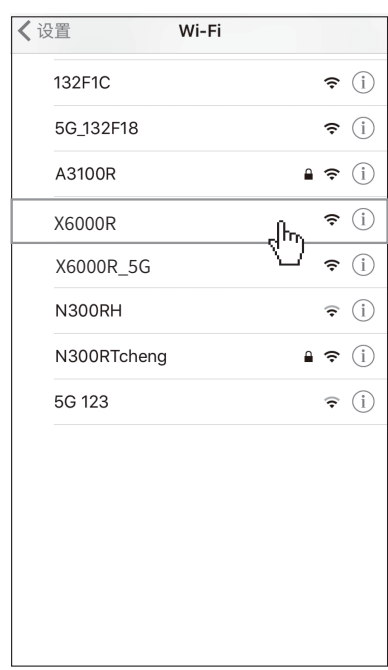 设置 Wi-Fi
132F1C
5G_132F18
A3100R
X6000R
X6000R_5G
N300RH
N300RTcheng
5G 123